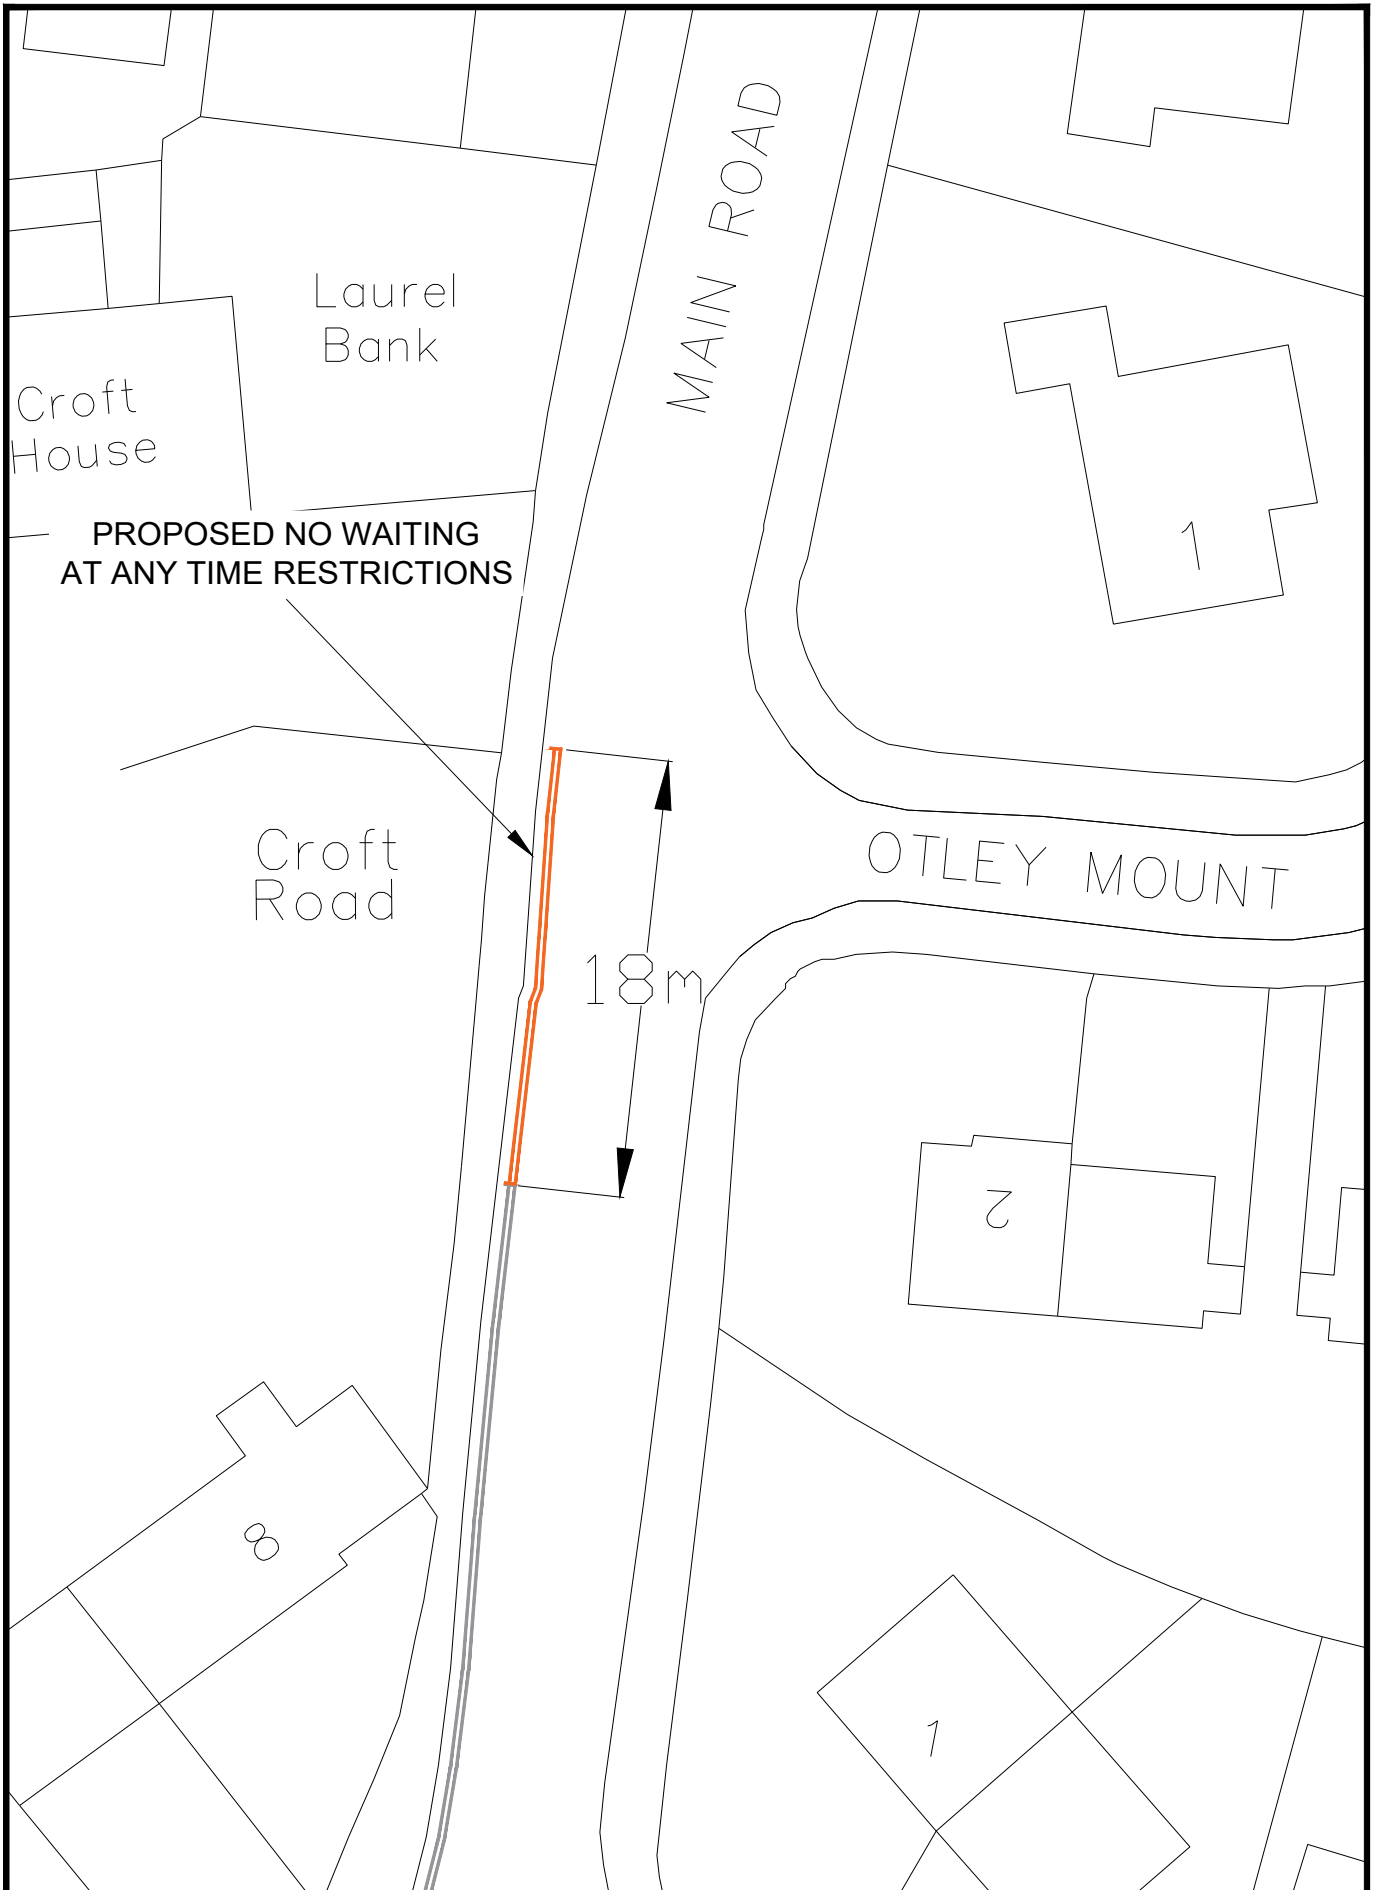 MAIN ROAD
Laurel
Bank
Croft
House
1
PROPOSED NO WAITING
AT ANY TIME RESTRICTIONS
Croft
Road
OTLEY MOUNT
18m
2
8
1